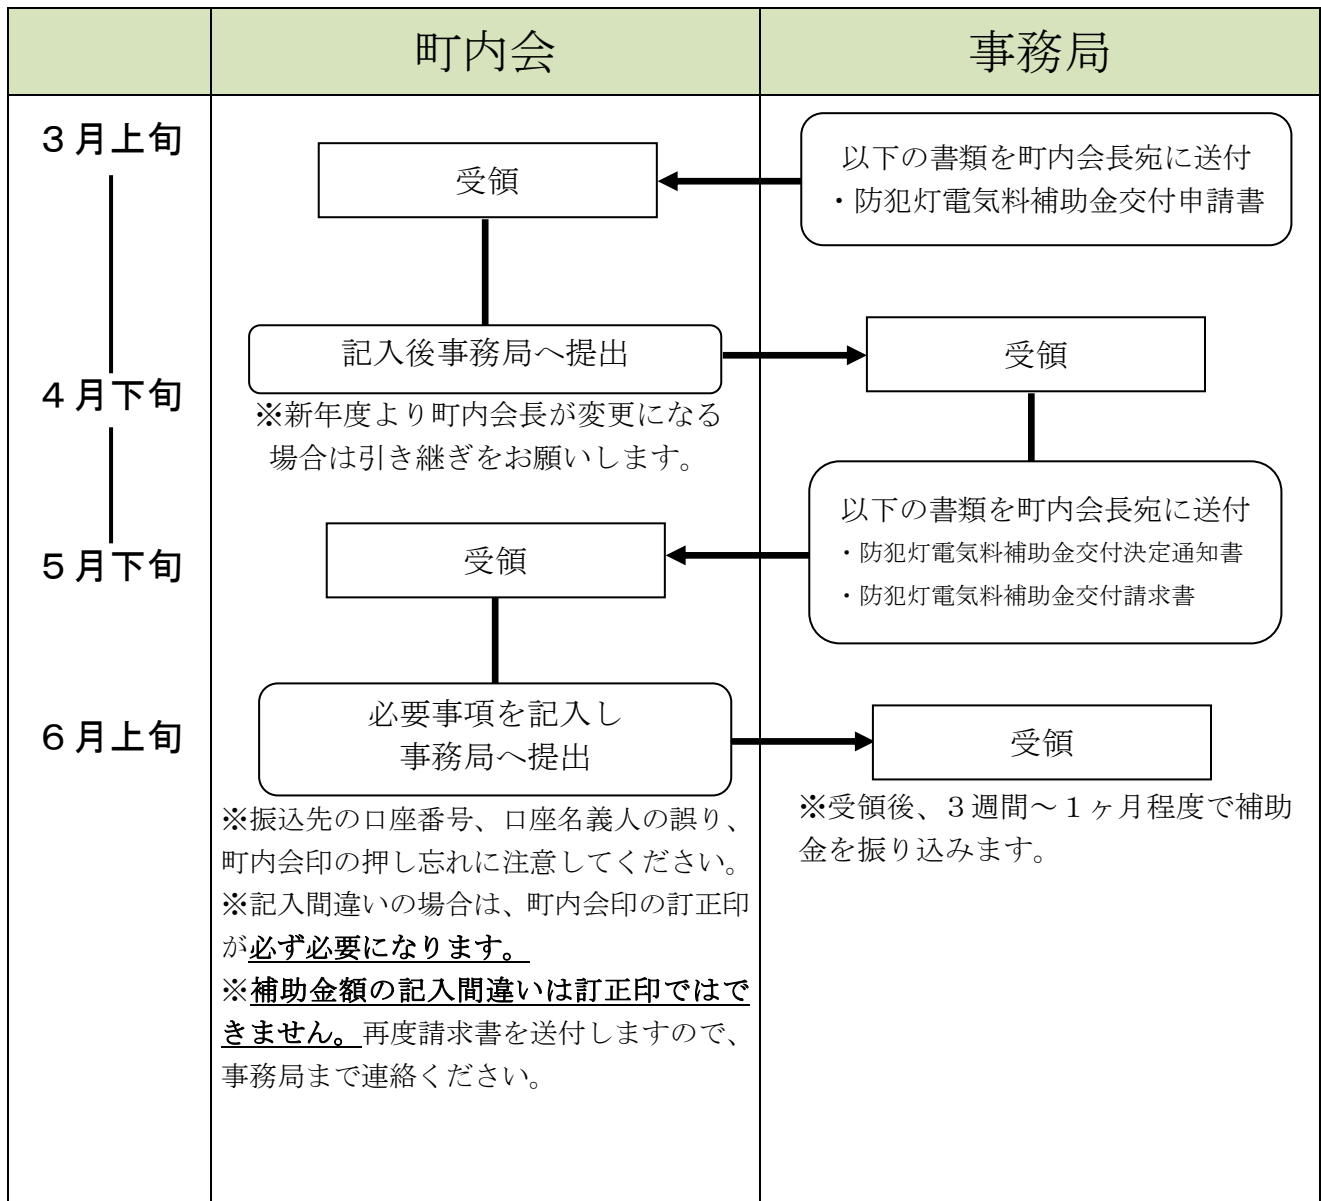 町内会
事務局
３月上旬
以下の書類を町内会長宛に送付
・防犯灯電気料補助金交付申請書
受領
４月下旬
記入後事務局へ提出
受領
※新年度より町内会長が変更になる
場合は引き継ぎをお願いします。
５月下旬
以下の書類を町内会長宛に送付
・防犯灯電気料補助金交付決定通知書
・防犯灯電気料補助金交付請求書
受領
６月上旬
必要事項を記入し
事務局へ提出
受領
※振込先の口座番号、口座名義人の誤り、
町内会印の押し忘れに注意してください。
※記入間違いの場合は、町内会印の訂正印
が必ず必要になります。
※補助金額の記入間違いは訂正印ではで
きません。再度請求書を送付しますので、
事務局まで連絡ください。
※受領後、３週間～１ヶ月程度で補助
金を振り込みます。